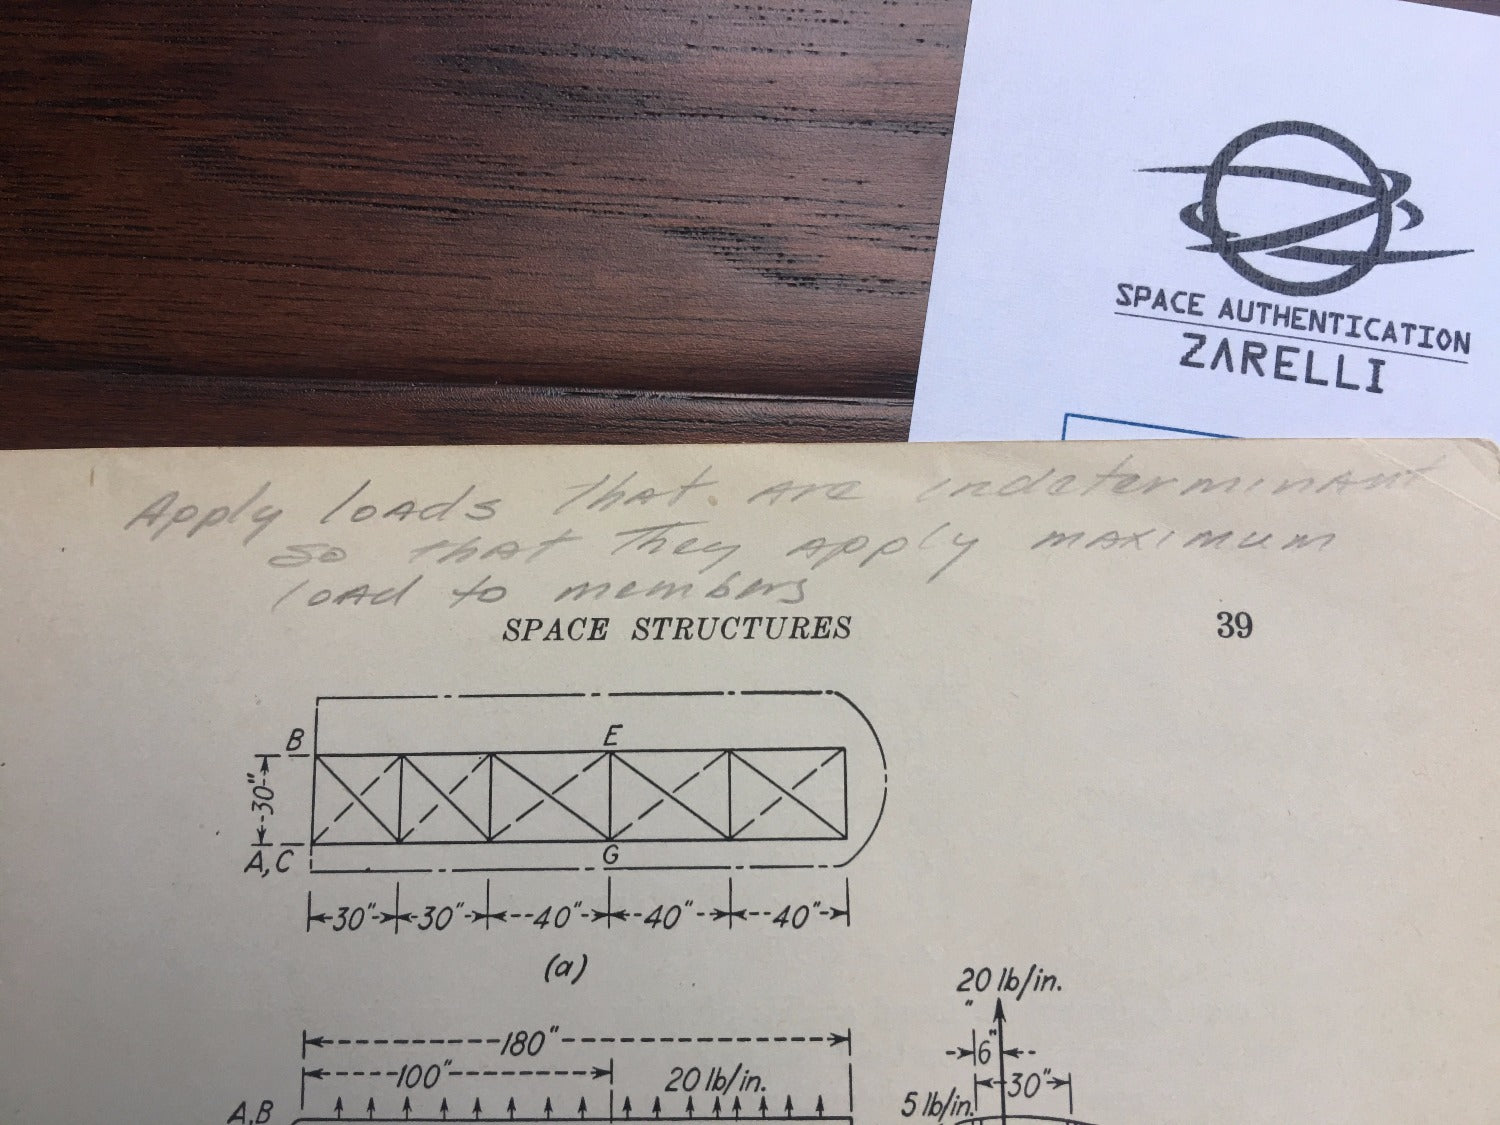 SPACE AUTHENTICATION
ZARELLI
Apply loads that are indeterminant
so that they apply maximum
load to members
SPACE STRUCTURES 39
B E
30"
A,C G
30" 30" 40" 40" 40"
(a)
20 lb/in.
180"
6"
100" 20 lb/in. 30"
A,B 5 lb/in.